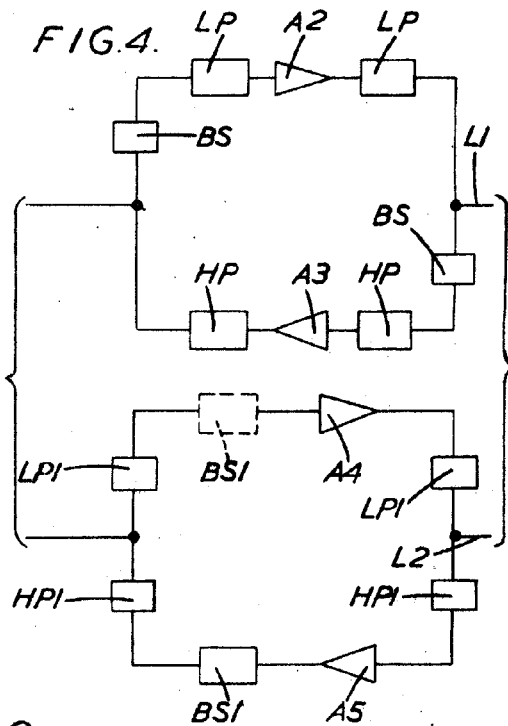 FIG.4.
LP A2 LP
BS
L1
BS
HP A3 HP
BS1 A4
LP1 LP1
L2
HP1 HP1
BS1 A5